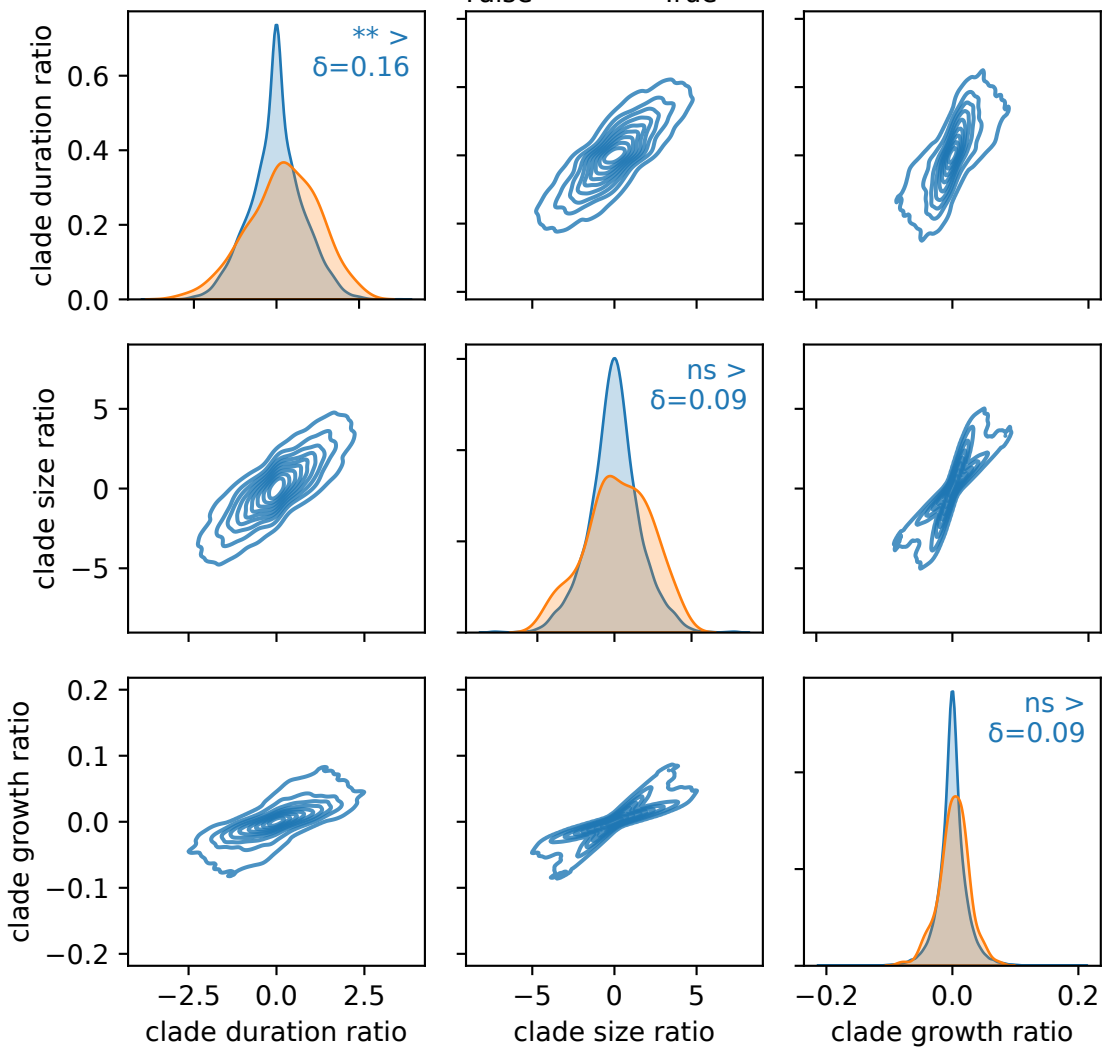 True
clade duration ratio
0.6
0.4
0.2
0.0
** >
δ=0.16
clade size ratio
5
0
−5
ns >
δ=0.09
clade growth ratio
0.2
0.1
0.0
−0.1
−0.2
ns >
δ=0.09
−2.5 0.0 2.5
clade duration ratio
−5 0 5
clade size ratio
−0.2 0.0 0.2
clade growth ratio